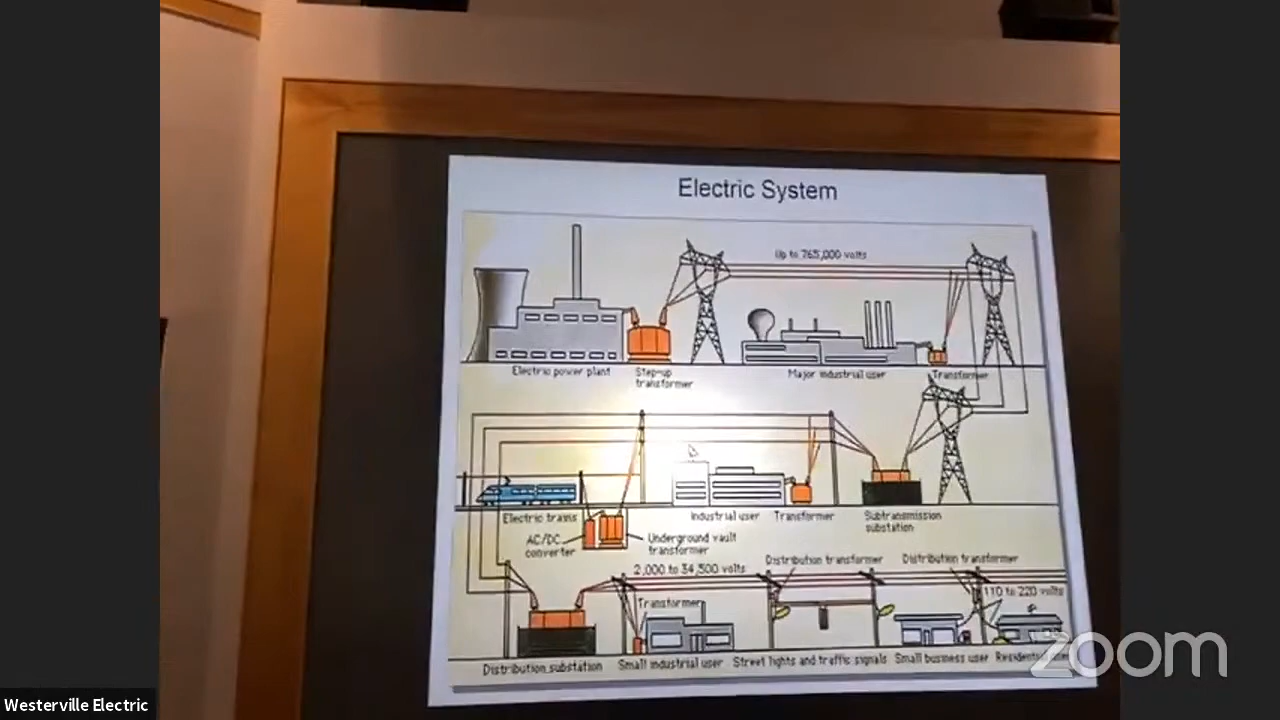 Electric System
Up to 765,000 volts
Electric power plant
Step-up
transformer
Major industrial user
Transformer
Electric trains
Industrial user
Transformer
Subtransmission
substation
AC/DC
converter
Underground vault
transformer
Distribution transformer
Distribution transformer
2,000 to 34,500 volts
110 to 220 volts
Transformer
Distribution substation
Small industrial user
Street lights and traffic signals
Small business user
zoom
Westerville Electric